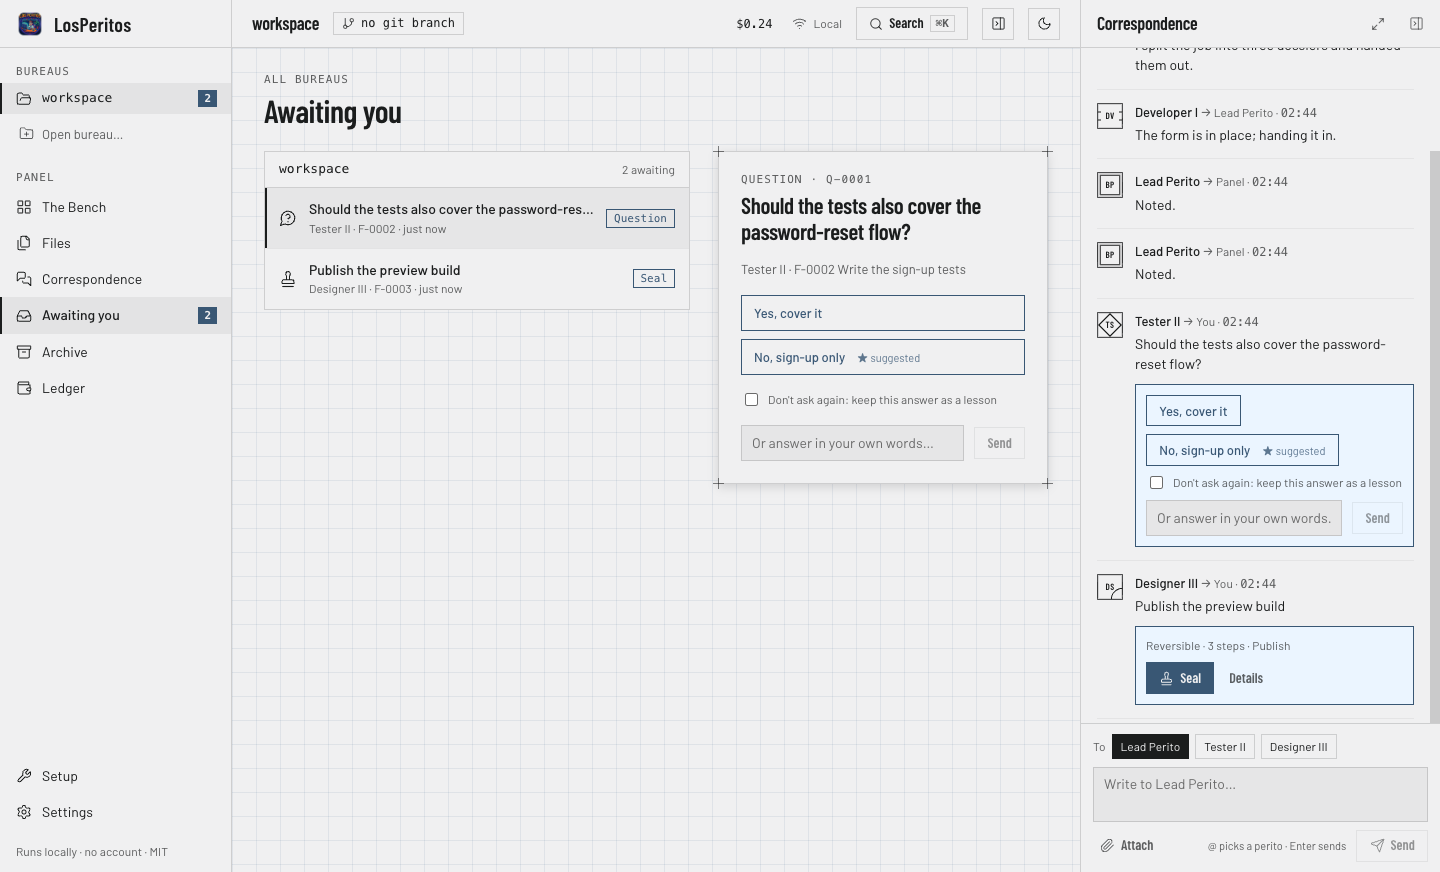 LosPeritos
BUREAUS
workspace 2
Open bureau...
PANEL
The Bench
Files
Correspondence
Awaiting you 2
Archive
Ledger
Setup
Settings
Runs locally · no account · MIT
workspace
no git branch
$0.24
Local
Search ⌘K
ALL BUREAUS
Awaiting you
workspace
2 awaiting
Should the tests also cover the password-res...
Tester II · F-0002 · just now
Question
Publish the preview build
Designer III · F-0003 · just now
Seal
QUESTION · Q-0001
Should the tests also cover the
password-reset flow?
Tester II · F-0002 Write the sign-up tests
Yes, cover it
No, sign-up only ★ suggested
Don't ask again: keep this answer as a lesson
Or answer in your own words...
Send
Correspondence
them out.
DV
Developer I → Lead Perito · 02:44
The form is in place; handing it in.
BP
Lead Perito → Panel · 02:44
Noted.
BP
Lead Perito → Panel · 02:44
Noted.
TS
Tester II → You · 02:44
Should the tests also cover the password-
reset flow?
Yes, cover it
No, sign-up only ★ suggested
Don't ask again: keep this answer as a lesson
Or answer in your own words.
Send
DS
Designer III → You · 02:44
Publish the preview build
Reversible · 3 steps · Publish
Seal
Details
To
Lead Perito
Tester II
Designer III
Write to Lead Perito...
Attach
@ picks a perito · Enter sends
Send